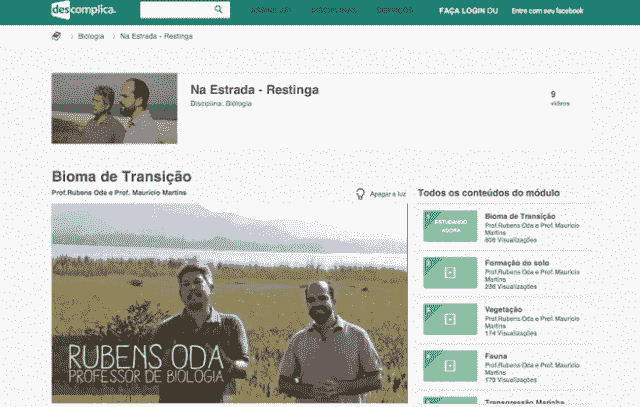 descomplica.
ASSINE JÁ!
DISCIPLINAS
SERVIÇOS
FAÇA LOGIN OU
Entre com seu facebook
Biologia
Na Estrada - Restinga
Na Estrada - Restinga
Disciplina: Biologia
9
vídeos
Bioma de Transição
Prof.Rubens Oda e Prof. Maurício Martins
Apagar a luz
RUBENS ODA
PROFESSOR DE BIOLOGIA
Todos os conteúdos do módulo
ESTUDANDO
AGORA
Bioma de Transição
Prof.Rubens Oda e Prof. Maurício
Martins
806 Visualizações
Formação do solo
Prof.Rubens Oda e Prof. Maurício
Martins
236 Visualizações
Vegetação
Prof.Rubens Oda e Prof. Maurício
Martins
174 Visualizações
Fauna
Prof.Rubens Oda e Prof. Maurício
Martins
179 Visualizações
Transgressão Marinha